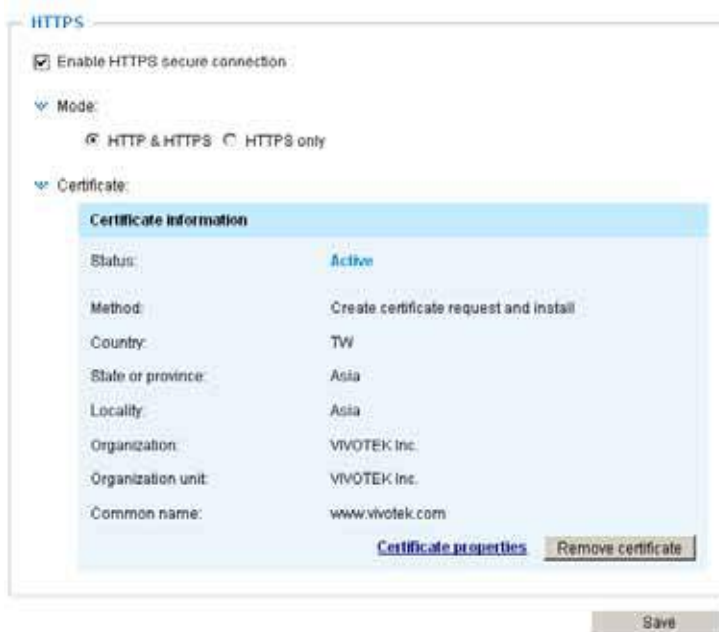 HTTPS
Enable HTTPS secure connection
Mode:
HTTP & HTTPS HTTPS only
Certificate:
Certificate information
Status: Active
Method: Create certificate request and install
Country: TW
State or province: Asia
Locality: Asia
Organization: VIVOTEK Inc.
Organization unit: VIVOTEK Inc.
Common name: www.vivotek.com
Certificate properties Remove certificate
Save